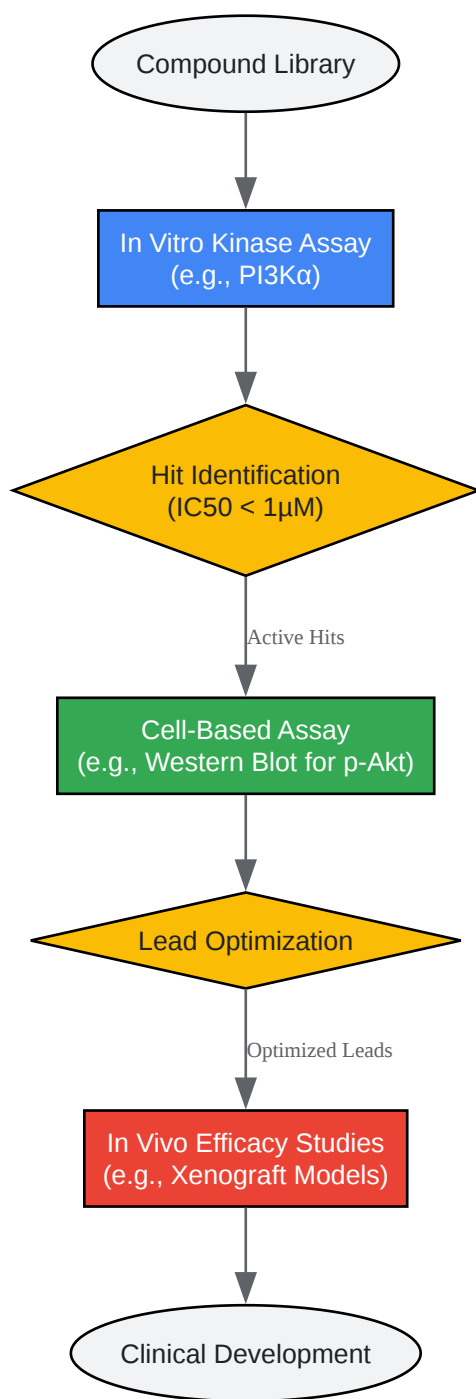 Compound Library
In Vitro Kinase Assay
(e.g., PI3Kα)
Hit Identification
(IC50 < 1µM)
Active Hits
Cell-Based Assay
(e.g., Western Blot for p-Akt)
Lead Optimization
Optimized Leads
In Vivo Efficacy Studies
(e.g., Xenograft Models)
Clinical Development